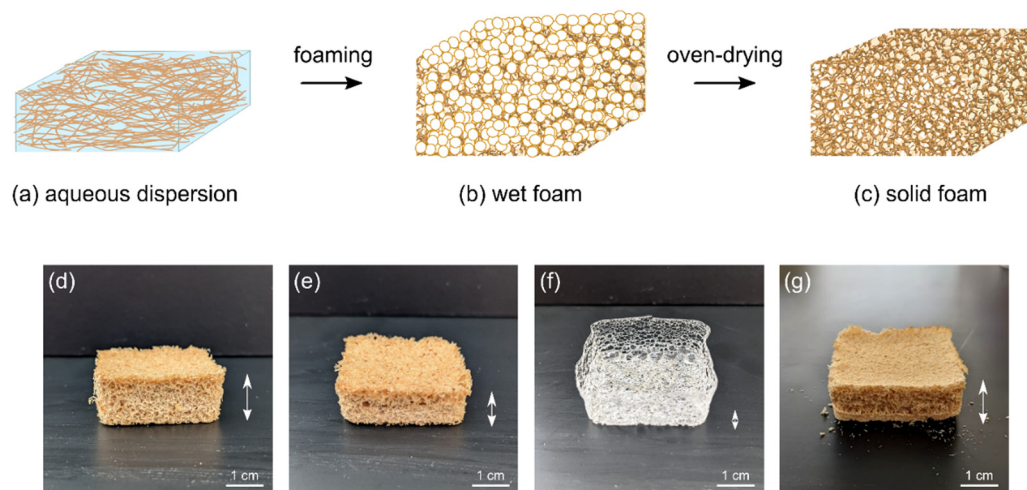 foaming
oven-drying
(a) aqueous dispersion
(b) wet foam
(c) solid foam
(d)
(e)
(f)
(g)
1 cm
1 cm
1 cm
1 cm